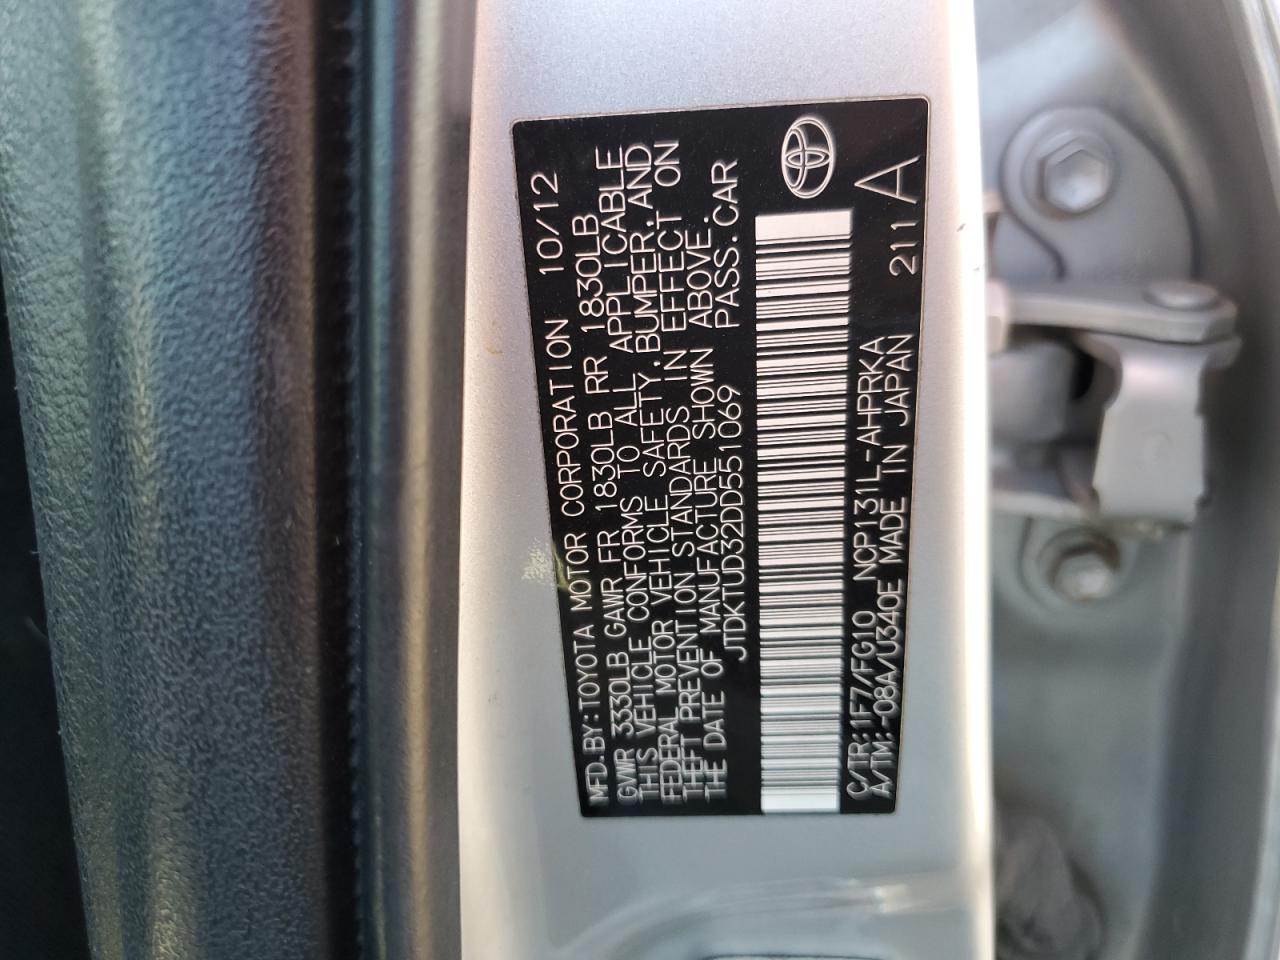 MFD.BY:TOYOTA MOTOR CORPORATION 10/12
GVWR 3330LB GAWR FR 1830LB RR 1830LB
THIS VEHICLE CONFORMS TO ALL APPLICABLE
FEDERAL MOTOR VEHICLE SAFETY, BUMPER, AND
THEFT PREVENTION STANDARDS IN EFFECT ON
THE DATE OF MANUFACTURE SHOWN ABOVE.
JTDKTUD32DD551069 PASS.CAR
C/TR:1F7/FG10 NCP131L-AHPRKA
A/TM:-08A/U340E MADE IN JAPAN 211 A